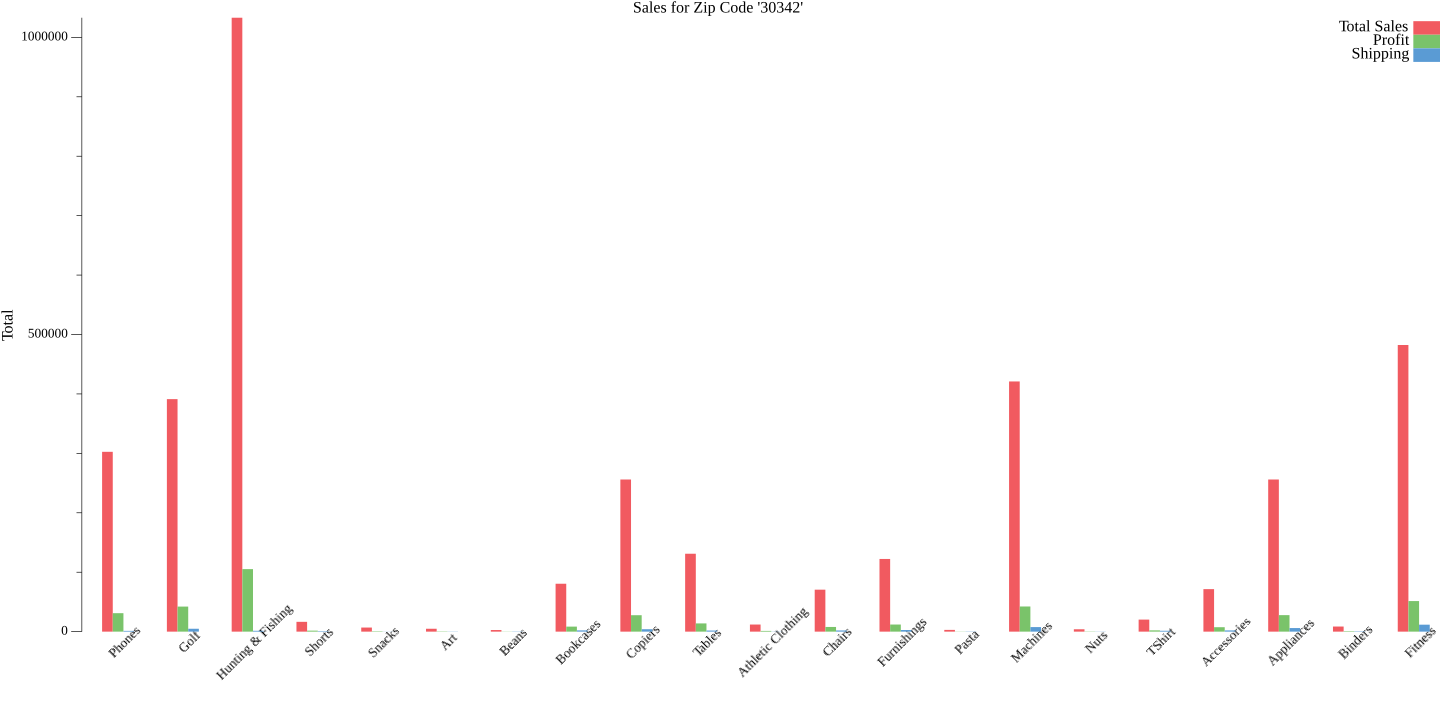 Sales for Zip Code '30342'
Total Sales
Profit
Shipping
Total
1000000
500000
0
Phones
Golf
Hunting & Fishing
Shorts
Snacks
Art
Beans
Bookcases
Copiers
Tables
Athletic Clothing
Chairs
Furnishings
Pasta
Machines
Nuts
TShirt
Accessories
Appliances
Binders
Fitness